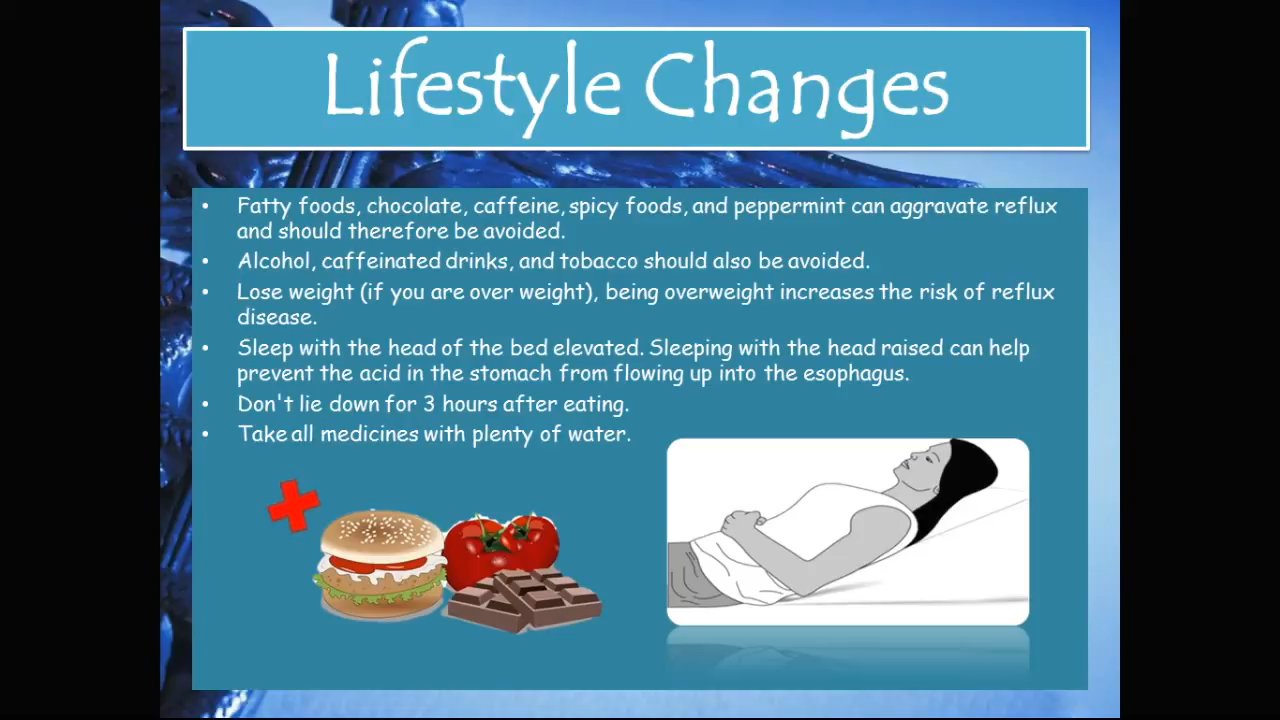 Lifestyle Changes
• Fatty foods, chocolate, caffeine, spicy foods, and peppermint can aggravate reflux
and should therefore be avoided.
• Alcohol, caffeinated drinks, and tobacco should also be avoided.
• Lose weight (if you are over weight), being overweight increases the risk of reflux
disease.
• Sleep with the head of the bed elevated. Sleeping with the head raised can help
prevent the acid in the stomach from flowing up into the esophagus.
• Don't lie down for 3 hours after eating.
• Take all medicines with plenty of water.